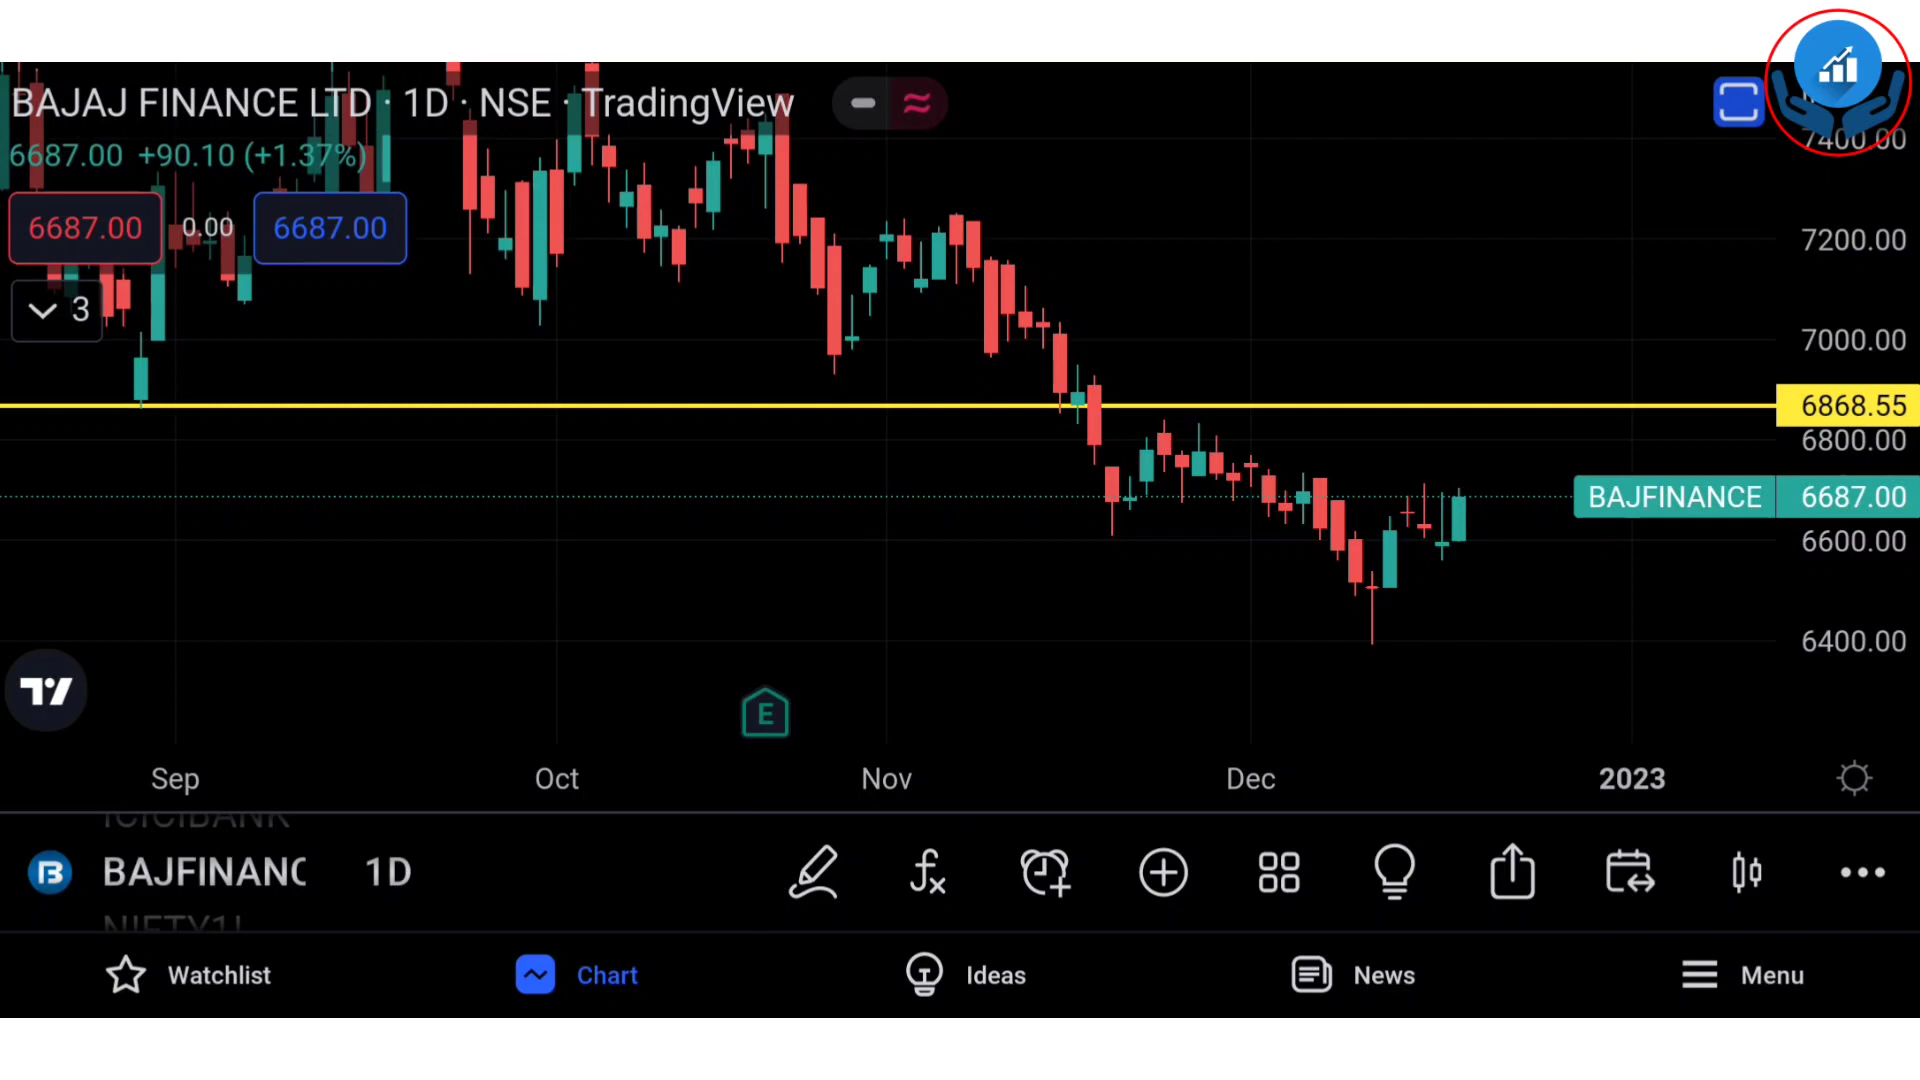 BAJAJ FINANCE LTD · 1D · NSE · TradingView
6687.00 +90.10 (+1.37%)
6687.00 0.00 6687.00
3
7400.00
7200.00
7000.00
6868.55
6800.00
BAJFINANCE 6687.00
6600.00
6400.00
E
Sep Oct Nov Dec 2023
ICICIBANK
BAJFINANC 1D
NIFTY1!
Watchlist Chart Ideas News Menu